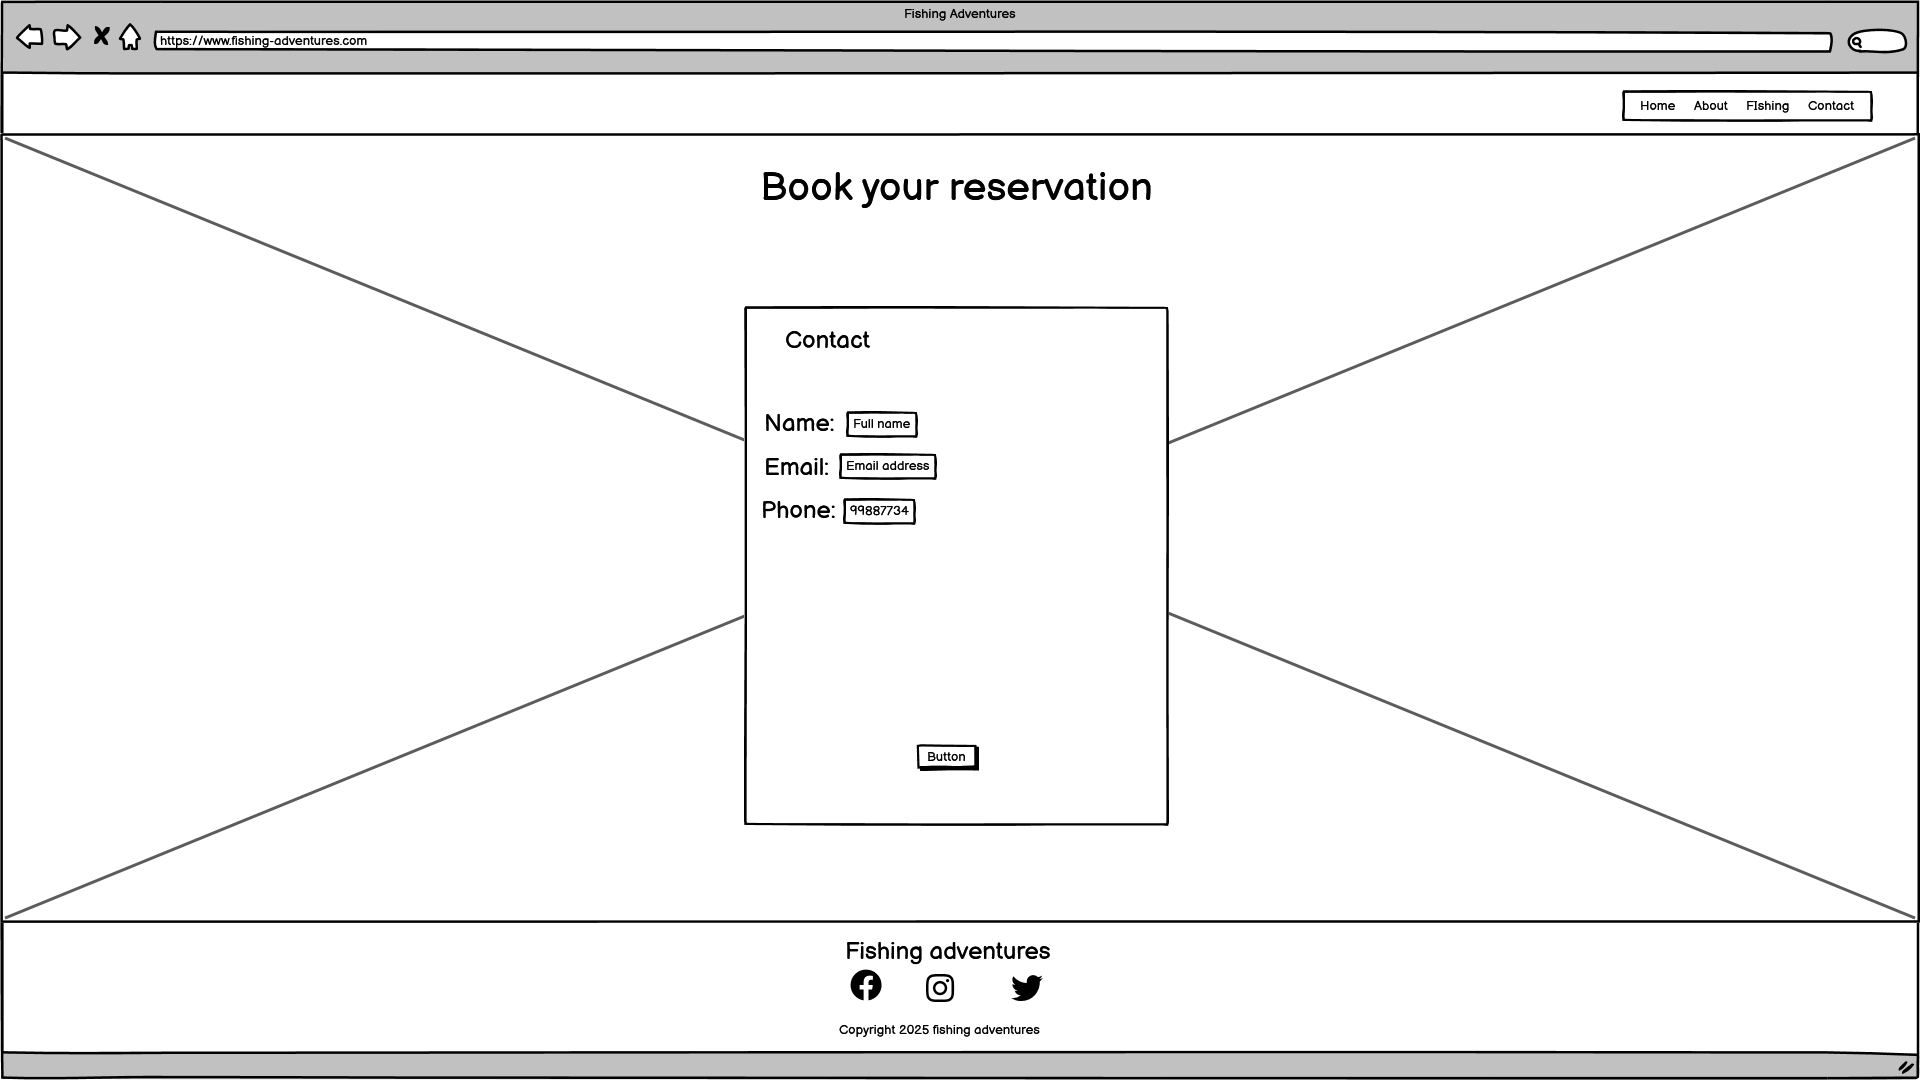 Fishing Adventures
https://www.fishing-adventures.com
Home About FIshing Contact
Book your reservation
Contact
Name: Full name
Email: Email address
Phone: 99887734
Button
Fishing adventures
Copyright 2025 fishing adventures